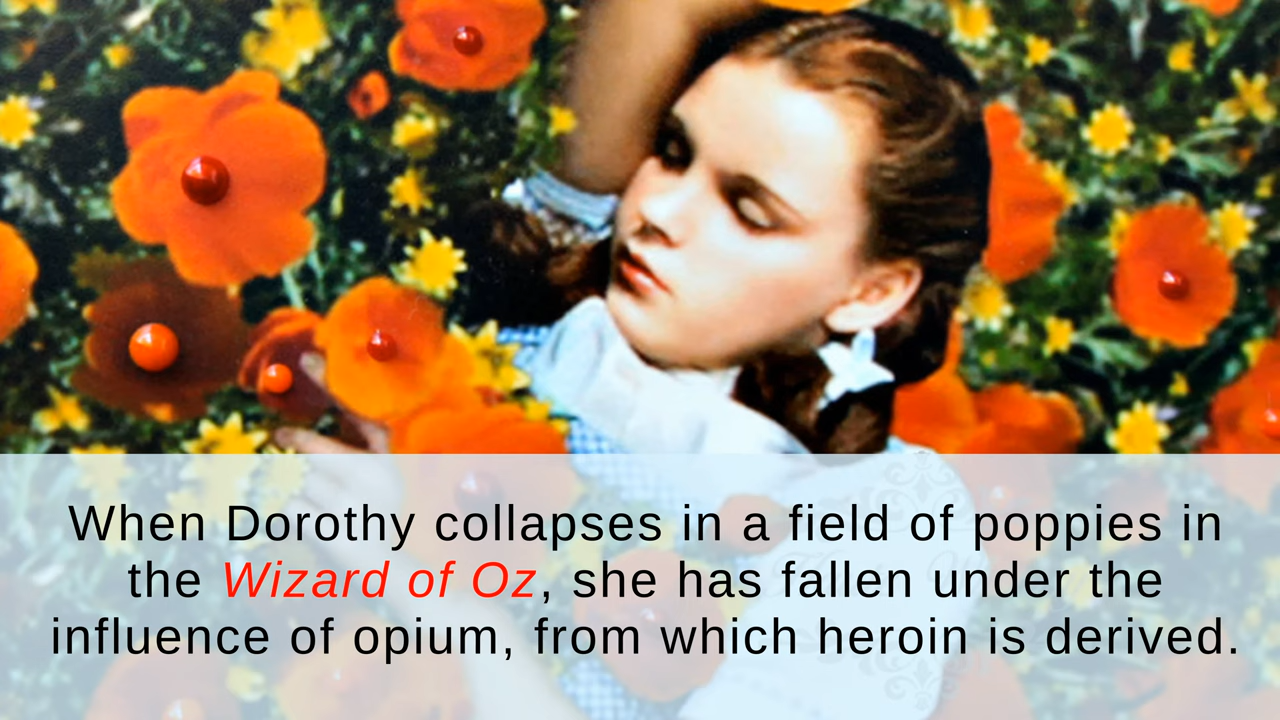 When Dorothy collapses in a field of poppies in
the Wizard of Oz, she has fallen under the
influence of opium, from which heroin is derived.